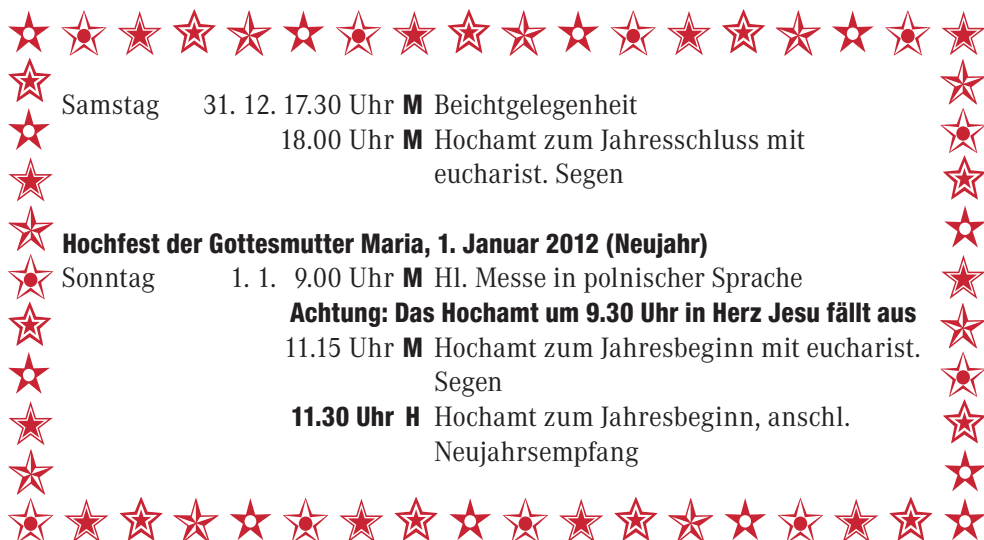 Samstag 31. 12. 17.30 Uhr M Beichtgelegenheit
18.00 Uhr M Hochamt zum Jahresschluss mit
eucharist. Segen
Hochfest der Gottesmutter Maria, 1. Januar 2012 (Neujahr)
Sonntag 1. 1. 9.00 Uhr M Hl. Messe in polnischer Sprache
Achtung: Das Hochamt um 9.30 Uhr in Herz Jesu fällt aus
11.15 Uhr M Hochamt zum Jahresbeginn mit eucharist.
Segen
11.30 Uhr H Hochamt zum Jahresbeginn, anschl.
Neujahrsempfang